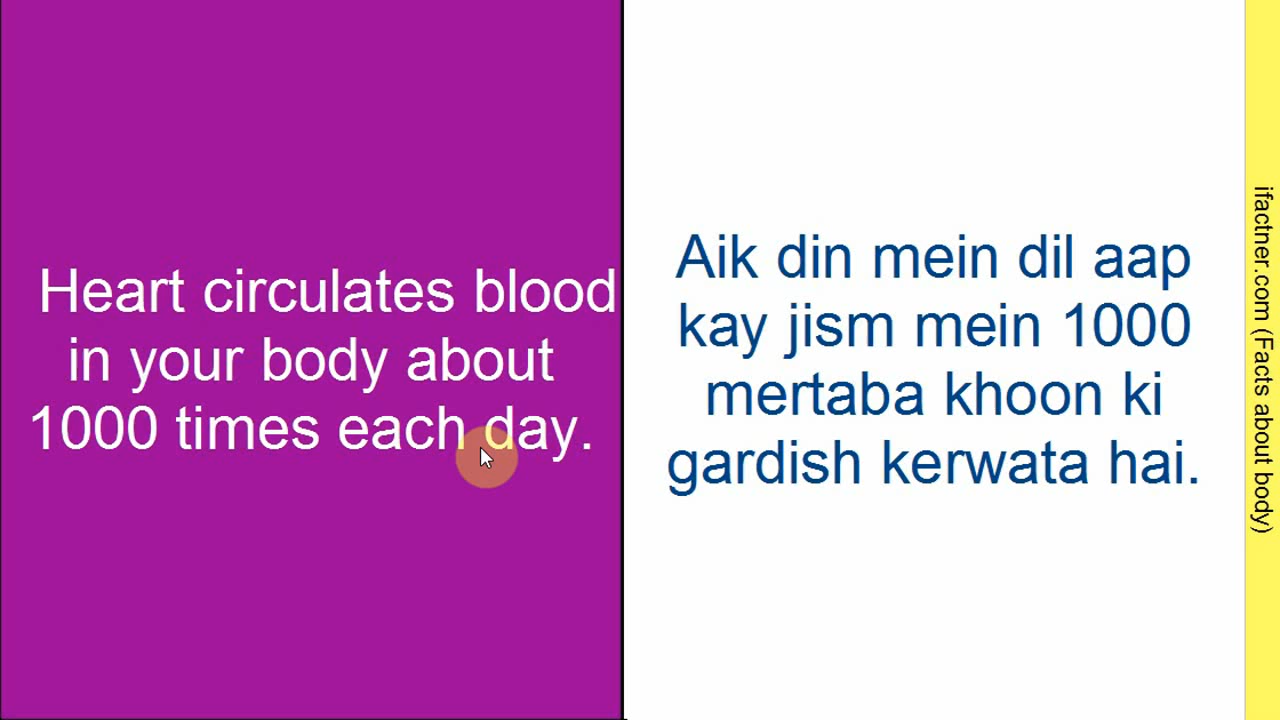 Heart circulates blood
in your body about
1000 times each day.
Aik din mein dil aap
kay jism mein 1000
mertaba khoon ki
gardish kerwata hai.
ifactner.com (Facts about body)